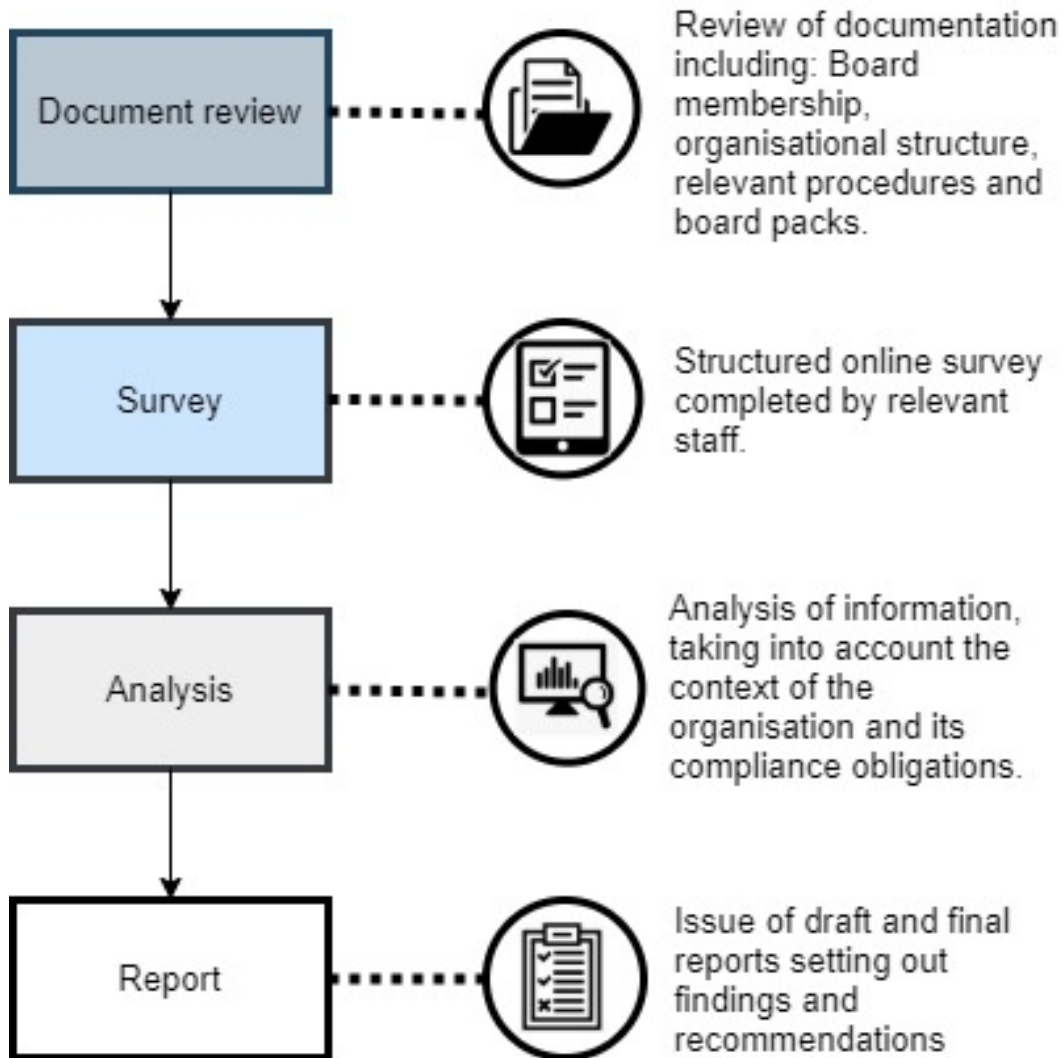 Document review
Review of documentation
including: Board
membership,
organisational structure,
relevant procedures and
board packs.
Survey
Structured online survey
completed by relevant
staff.
Analysis
Analysis of information,
taking into account the
context of the
organisation and its
compliance obligations.
Report
Issue of draft and final
reports setting out
findings and
recommendations